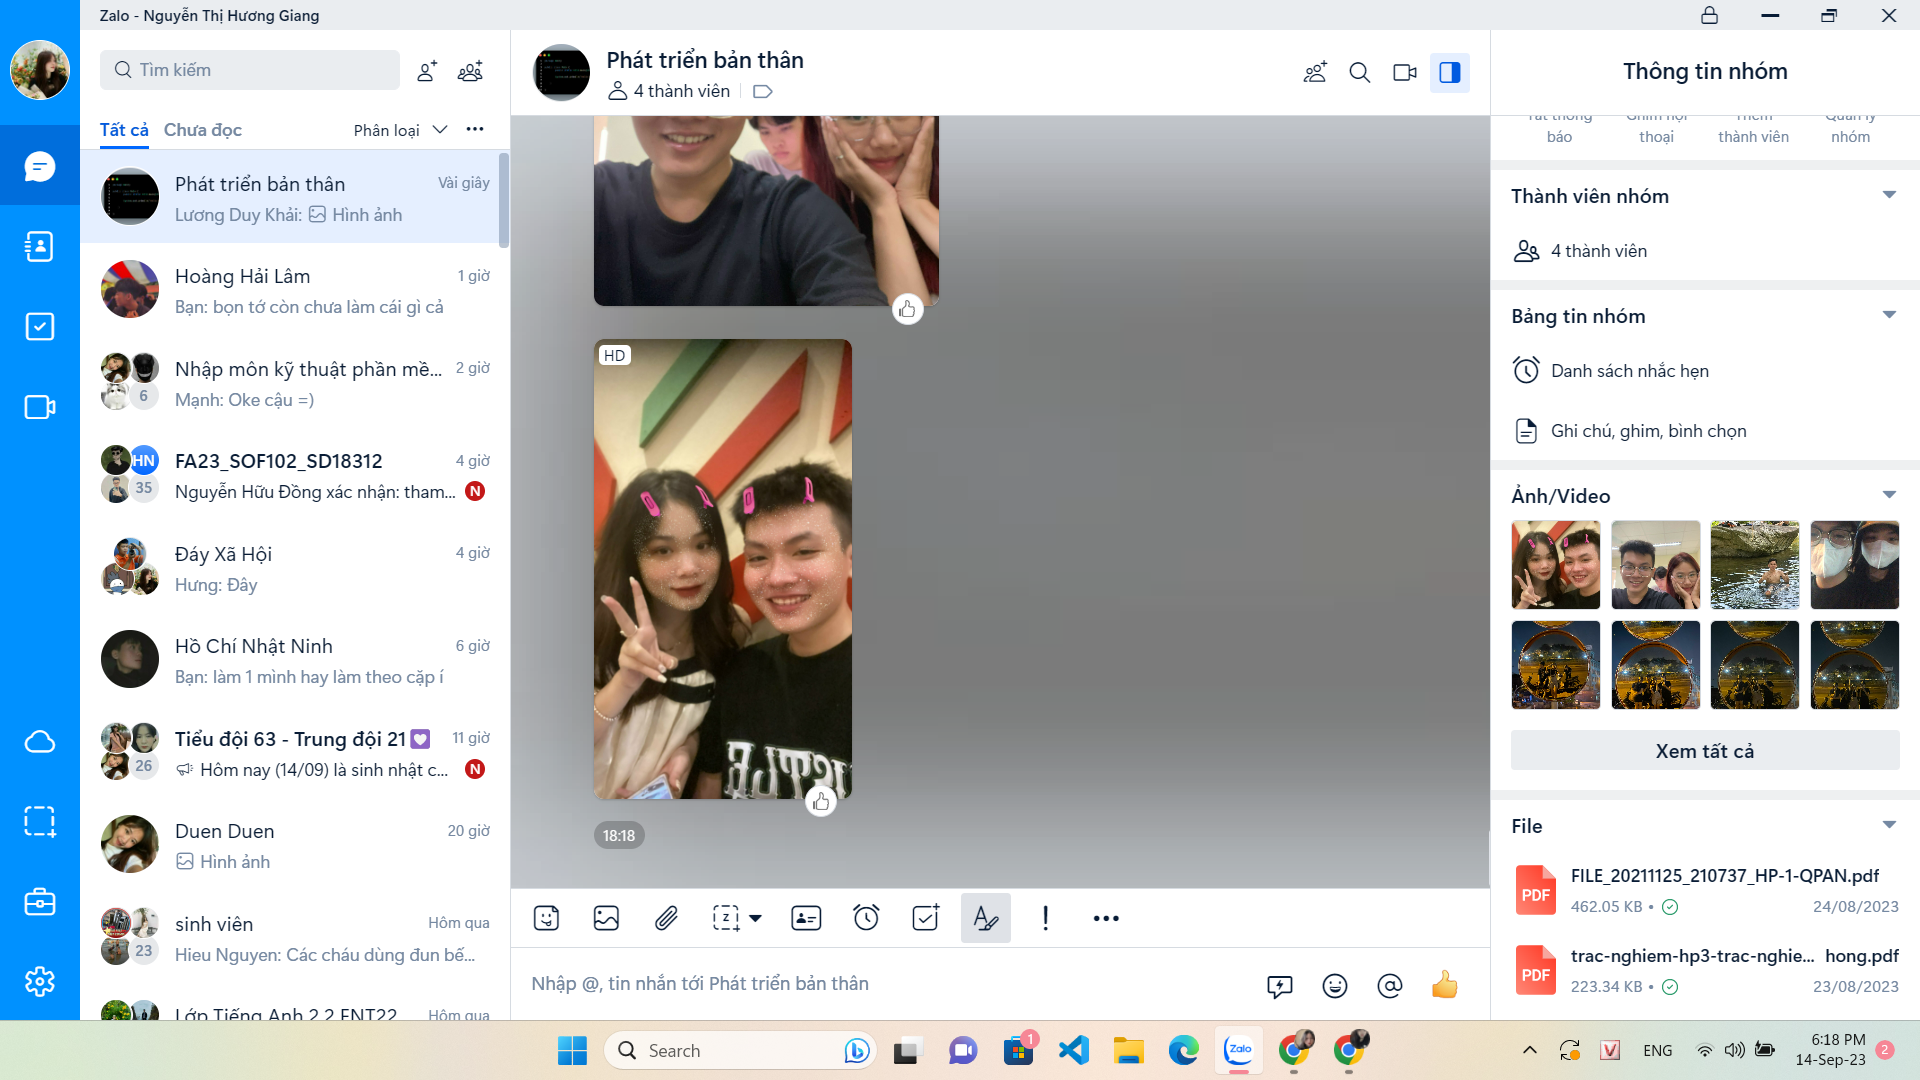 Zalo - Nguyễn Thị Hương Giang
Tìm kiếm
Tất cả
Chưa đọc
Phân loại
Phát triển bản thân
Vài giây
Lương Duy Khải: Hình ảnh
Hoàng Hải Lâm
1 giờ
Bạn: bọn tớ còn chưa làm cái gì cả
Nhập môn kỹ thuật phần mề...
2 giờ
6
Mạnh: Oke cậu =)
HN
FA23_SOF102_SD18312
4 giờ
35
Nguyễn Hữu Đồng xác nhận: tham...
N
Đáy Xã Hội
4 giờ
Hưng: Đây
Hồ Chí Nhật Ninh
6 giờ
Bạn: làm 1 mình hay làm theo cặp í
Tiểu đội 63 - Trung đội 21
11 giờ
26
Hôm nay (14/09) là sinh nhật c...
N
Duen Duen
20 giờ
Hình ảnh
sinh viên
Hôm qua
23
Hieu Nguyen: Các cháu dùng đun bế...
Lớp Tiếng Anh 2.2 ENT22
Hôm qua
Phát triển bản thân
4 thành viên
HD
18:18
Nhập @, tin nhắn tới Phát triển bản thân
Thông tin nhóm
Tắt thông báo
Ghim hội thoại
Thêm thành viên
Quản lý nhóm
Thành viên nhóm
4 thành viên
Bảng tin nhóm
Danh sách nhắc hẹn
Ghi chú, ghim, bình chọn
Ảnh/Video
Xem tất cả
File
PDF
FILE_20211125_210737_HP-1-QPAN.pdf
462.05 KB •
24/08/2023
PDF
trac-nghiem-hp3-trac-nghie... hong.pdf
223.34 KB •
23/08/2023
Search
1
Zalo
V
ENG
6:18 PM
14-Sep-23
2